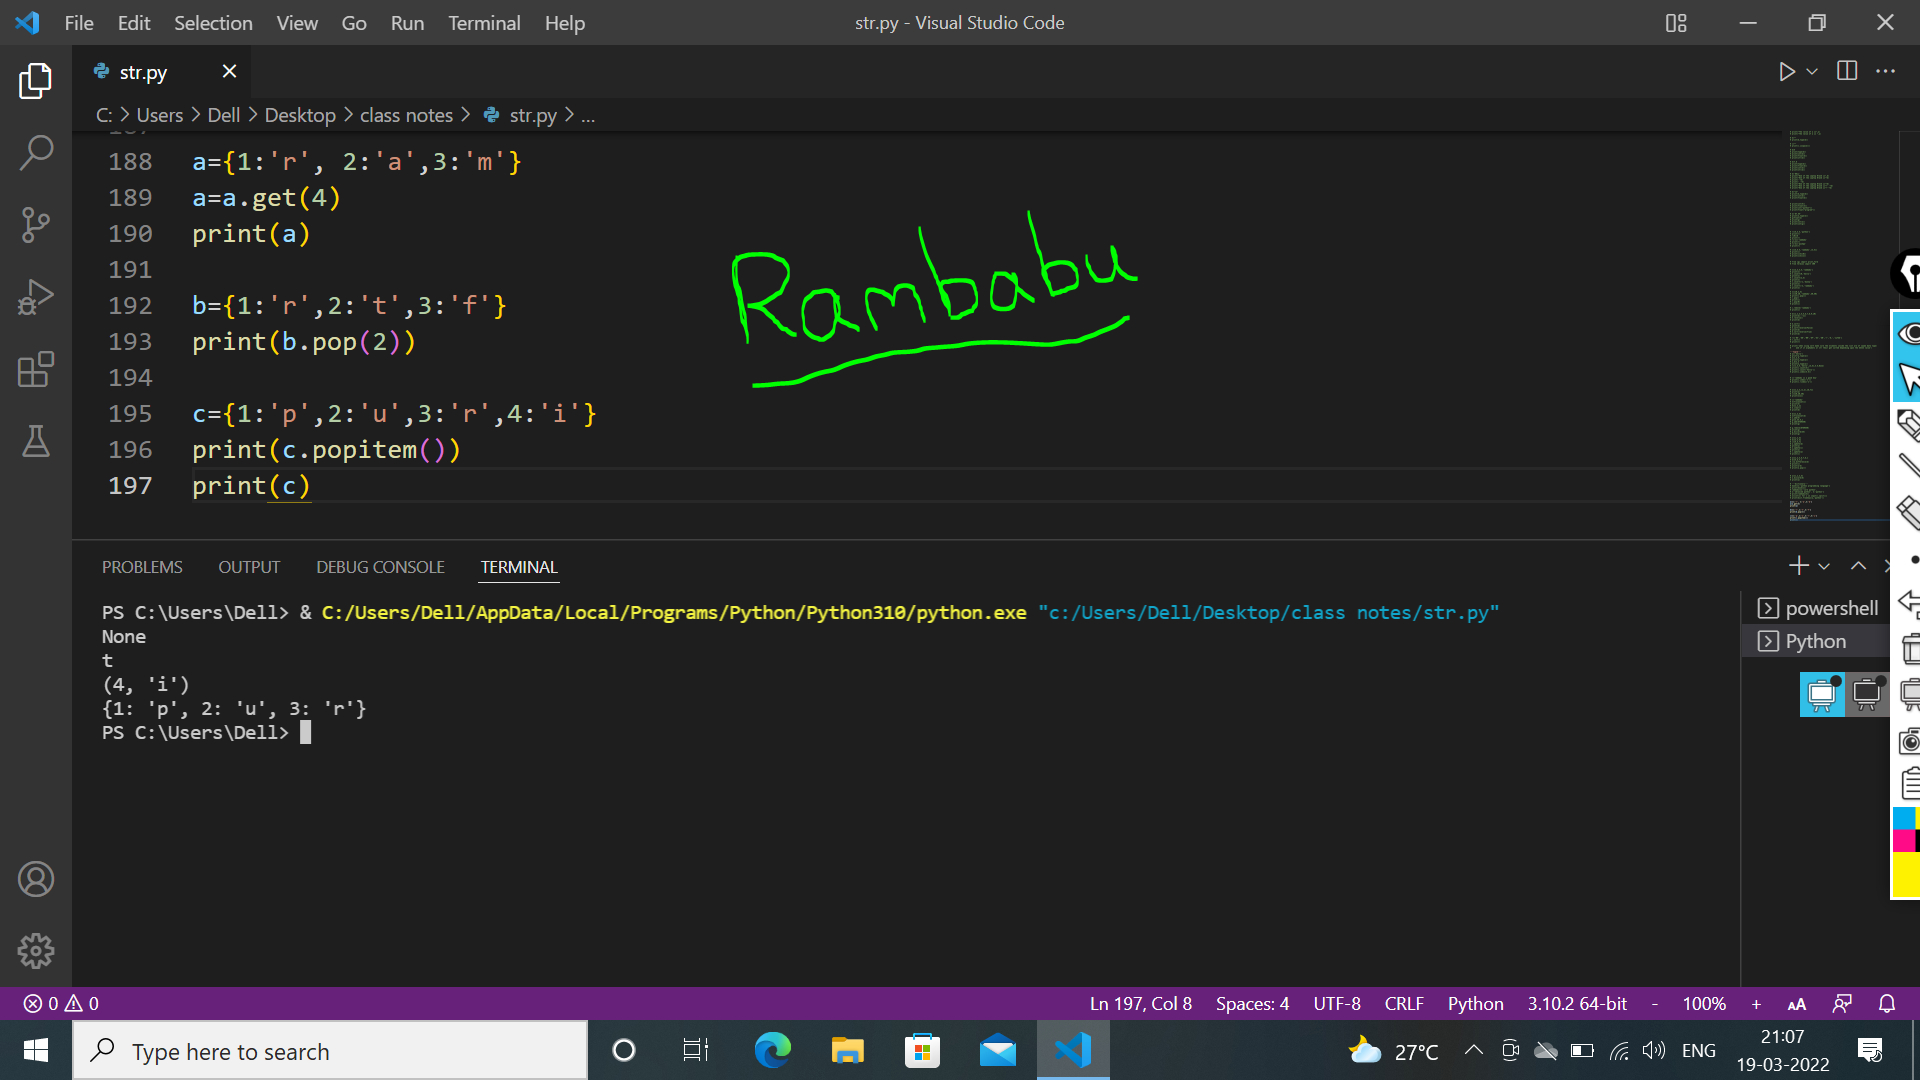 File Edit Selection View Go Run Terminal Help
str.py - Visual Studio Code
str.py
C: > Users > Dell > Desktop > class notes > str.py > ...
188 a={1:'r', 2:'a',3:'m'}
189 a=a.get(4)
190 print(a)
191
192 b={1:'r',2:'t',3:'f'}
193 print(b.pop(2))
194
195 c={1:'p',2:'u',3:'r',4:'i'}
196 print(c.popitem())
197 print(c)
Rambabu
PROBLEMS OUTPUT DEBUG CONSOLE TERMINAL
PS C:\Users\Dell> & C:/Users/Dell/AppData/Local/Programs/Python/Python310/python.exe "c:/Users/Dell/Desktop/class notes/str.py"
None
t
(4, 'i')
{1: 'p', 2: 'u', 3: 'r'}
PS C:\Users\Dell>
powershell
Python
0 0
Ln 197, Col 8 Spaces: 4 UTF-8 CRLF Python 3.10.2 64-bit - 100% + AA
Type here to search
27°C
ENG
21:07
19-03-2022